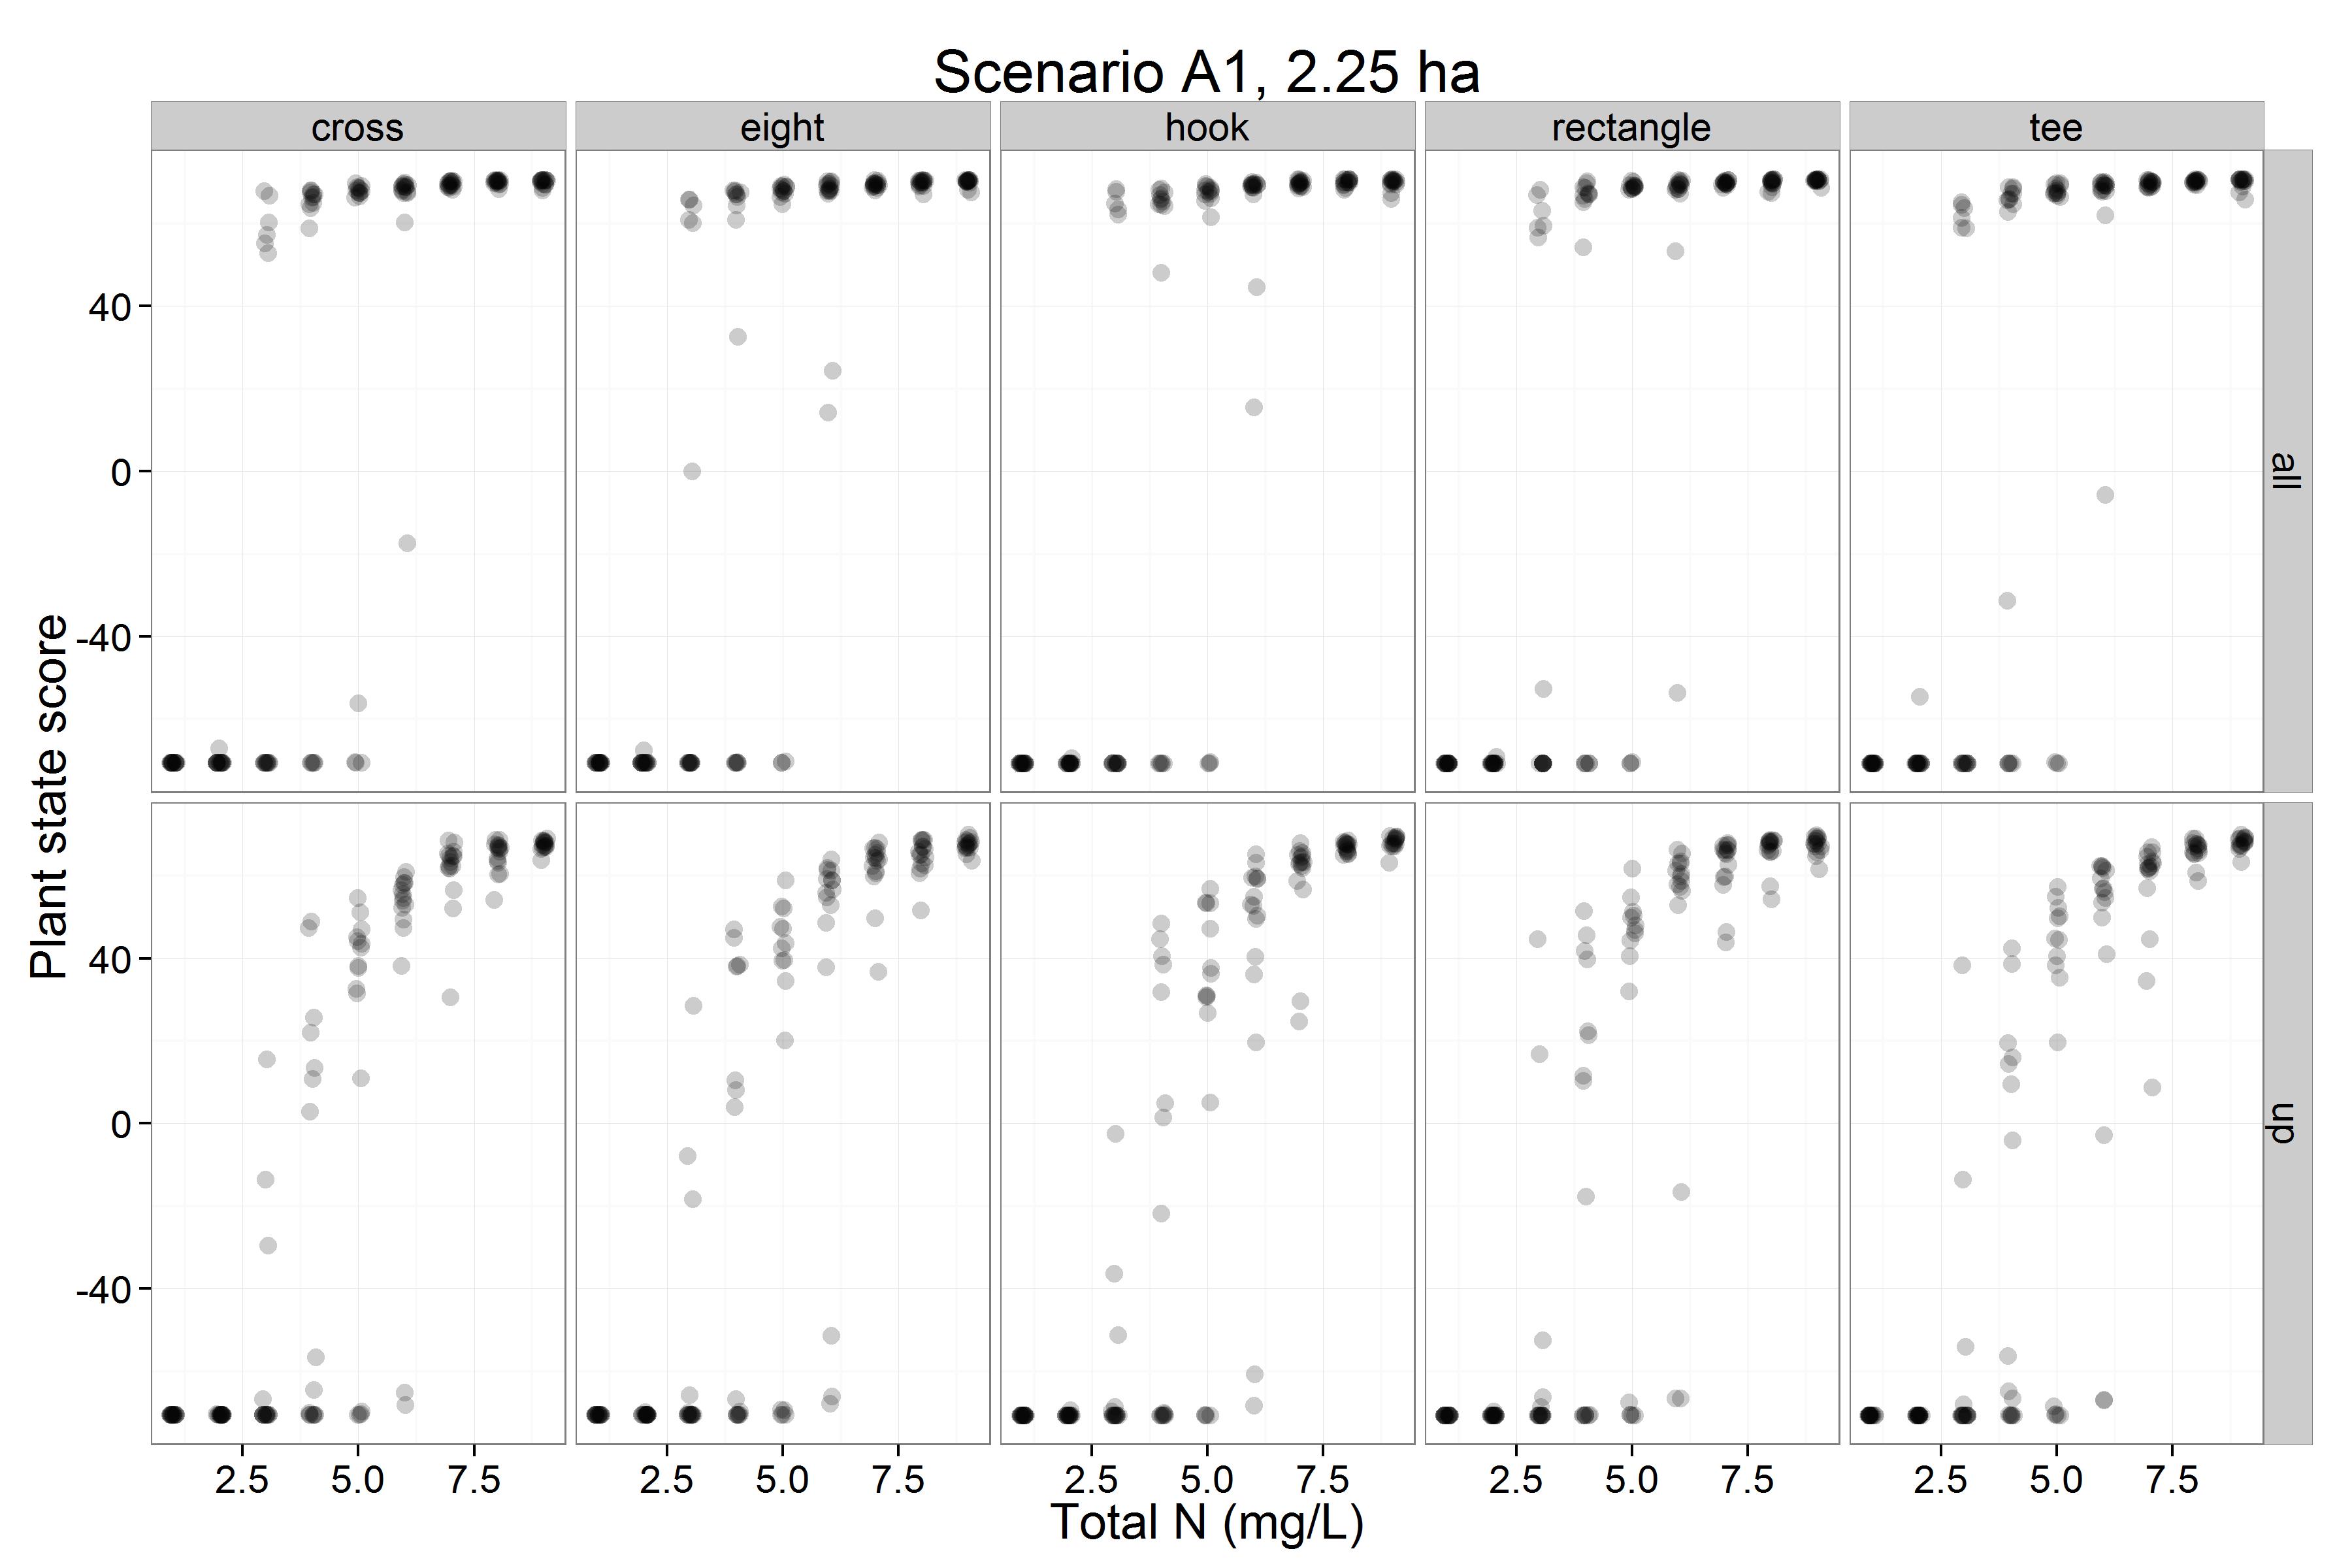 Scenario A1, 2.25 ha
cross eight hook rectangle tee
40
0
-40
all
40
0
-40
up
Plant state score
2.5 5.0 7.5 2.5 5.0 7.5 2.5 5.0 7.5 2.5 5.0 7.5 2.5 5.0 7.5
Total N (mg/L)